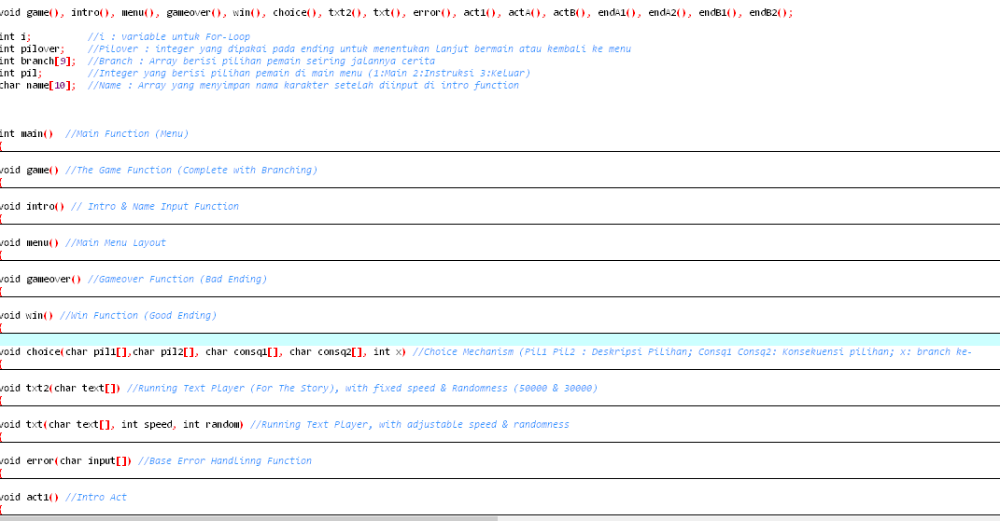 void game(), intro(), menu(), gameover(), win(), choice(), txt2(), txt(), error(), act1(), actA(), actB(), endA1(), endA2(), endB1(), endB2();
int i; //i : variable untuk For-Loop
int pilover; //Pilover : integer yang dipakai pada ending untuk menentukan lanjut bermain atau kembali ke menu
int branch[9]; //Branch : Array berisi pilihan pemain seiring jalannya cerita
int pil; //Integer yang berisi pilihan pemain di main menu (1:Main 2:Instruksi 3:Keluar)
char name[10]; //Name : Array yang menyimpan nama karakter setelah diinput di intro function
int main() //Main Function (Menu)
{
void game() //The Game Function (Complete with Branching)
{
void intro() // Intro & Name Input Function
{
void menu() //Main Menu Layout
{
void gameover() //Gameover Function (Bad Ending)
{
void win() //Win Function (Good Ending)
{
void choice(char pil1[],char pil2[], char consq1[], char consq2[], int x) //Choice Mechanism (Pil1 Pil2 : Deskripsi Pilihan; Consq1 Consq2: Konsekuensi pilihan; x: branch ke-
{
void txt2(char text[]) //Running Text Player (For The Story), with fixed speed & Randomness (50000 & 30000)
{
void txt(char text[], int speed, int random) //Running Text Player, with adjustable speed & randomness
{
void error(char input[]) //Base Error Handlinng Function
{
void act1() //Intro Act
{